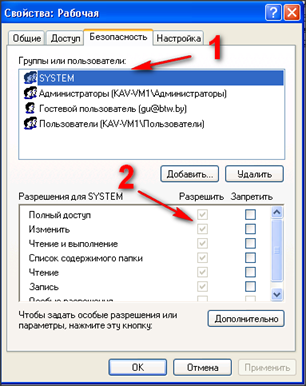 Свойства: Рабочая
Общие Доступ Безопасность Настройка
1
Группы или пользователи:
SYSTEM
Администраторы (KAV-VM1\Администраторы)
Гостевой пользователь (gu@btw.by)
Пользователи (KAV-VM1\Пользователи)
Добавить... Удалить
2
Разрешения для SYSTEM Разрешить Запретить
Полный доступ
Изменить
Чтение и выполнение
Список содержимого папки
Чтение
Запись
Особые разрешения
Чтобы задать особые разрешения или
параметры, нажмите эту кнопку:
Дополнительно
OK Отмена Применить